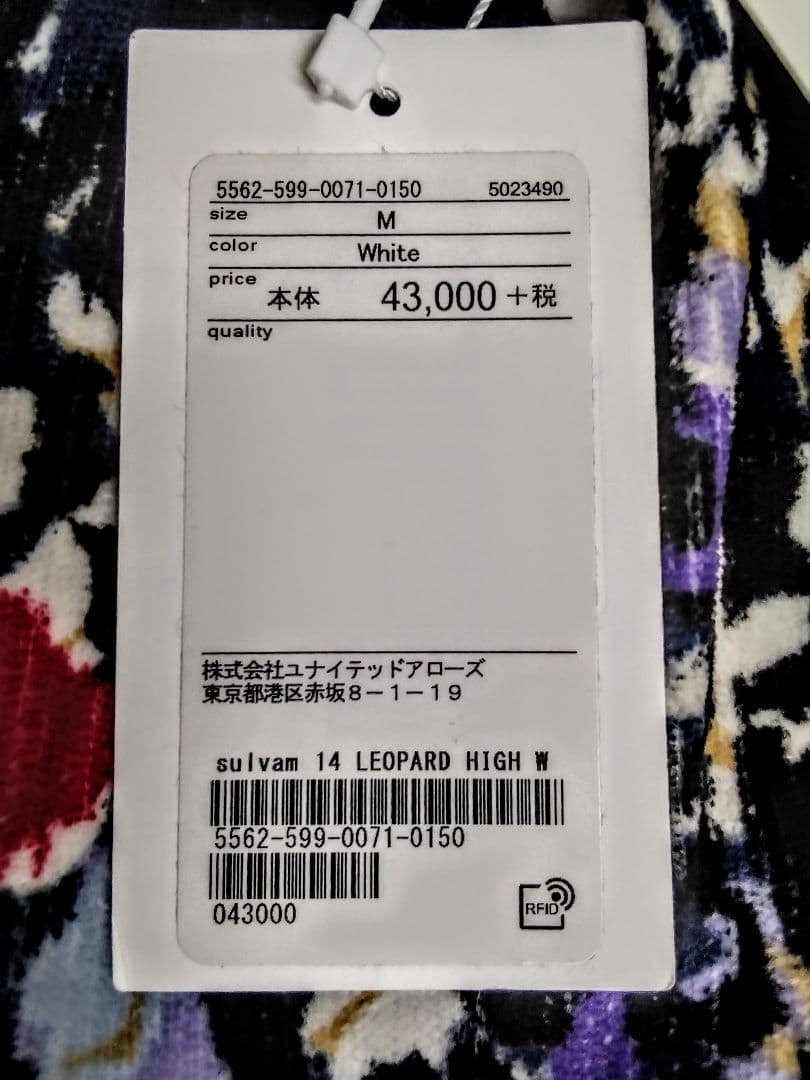 5562-599-0071-0150 5023490
size M
color White
price 本体 43,000+税
quality
株式会社ユナイテッドアローズ
東京都港区赤坂8-1-19
sulvam 14 LEOPARD HIGH W
5562-599-0071-0150
043000
RFID